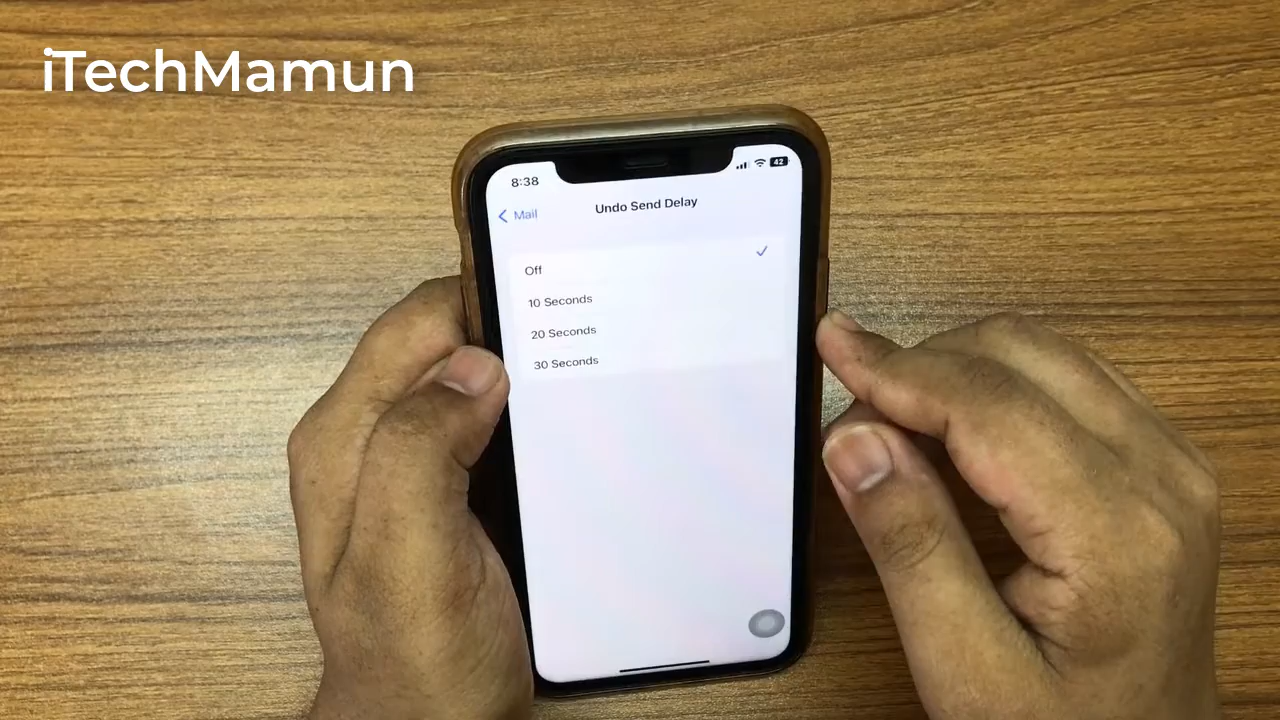 iTechMamun
8:38
42
Mail
Undo Send Delay
Off
10 Seconds
20 Seconds
30 Seconds